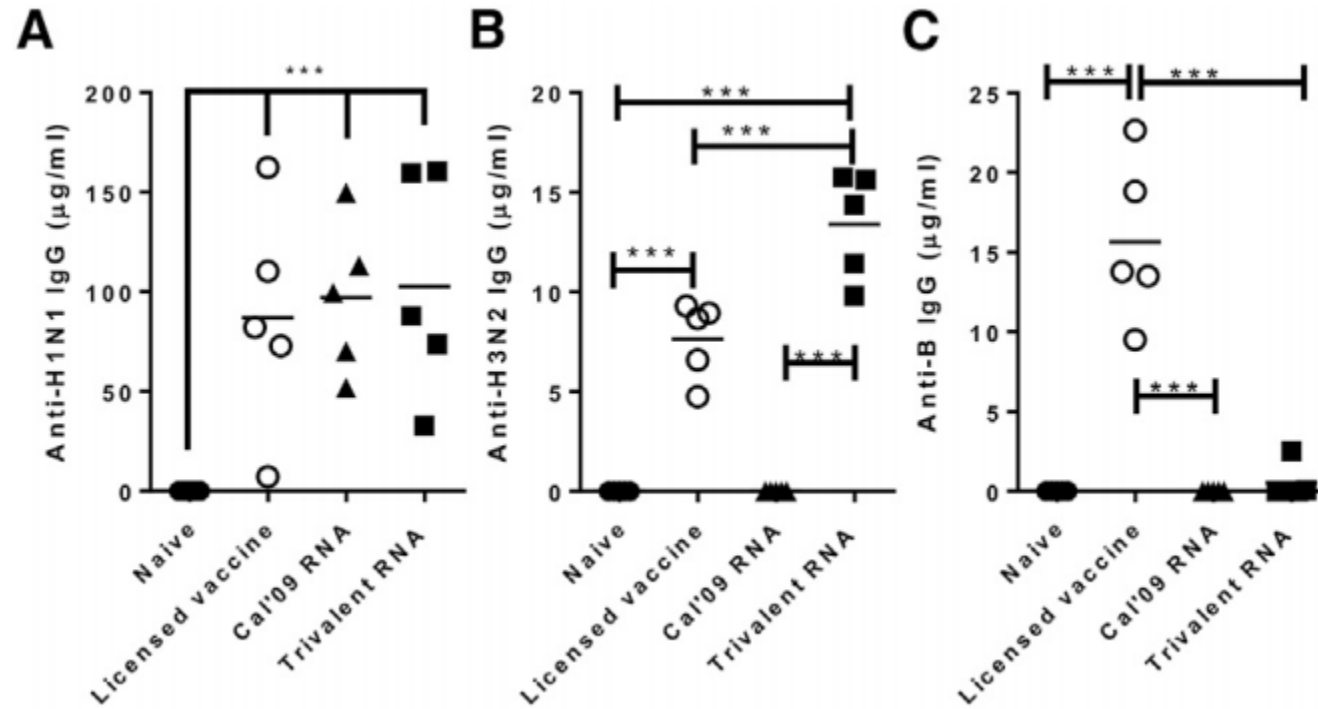 A
Anti-H1N1 IgG (µg/ml)
200
150
100
50
0
***
Naive
Licensed vaccine
Cal'09 RNA
Trivalent RNA
B
Anti-H3N2 IgG (µg/ml)
20
15
10
5
0
***
***
***
***
Naive
Licensed vaccine
Cal'09 RNA
Trivalent RNA
C
Anti-B IgG (µg/ml)
25
20
15
10
5
0
***
***
***
Naive
Licensed vaccine
Cal'09 RNA
Trivalent RNA